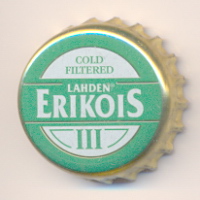 COLD
FILTERED
LAHDEN®
ERIKOIS
III